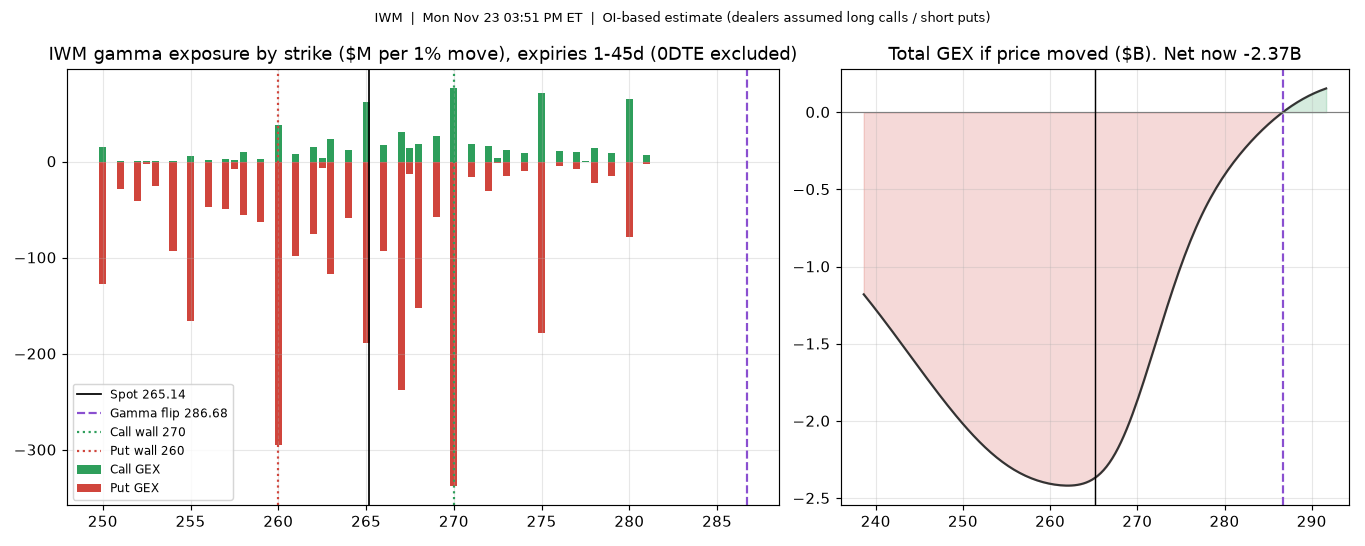 IWM | Mon Nov 23 03:51 PM ET | OI-based estimate (dealers assumed long calls / short puts)
IWM gamma exposure by strike ($M per 1% move), expiries 1-45d (0DTE excluded)
0
−100
−200
−300
250
255
260
265
270
275
280
285
Spot 265.14
Gamma flip 286.68
Call wall 270
Put wall 260
Call GEX
Put GEX
Total GEX if price moved ($B). Net now -2.37B
0.0
−0.5
−1.0
−1.5
−2.0
−2.5
240
250
260
270
280
290